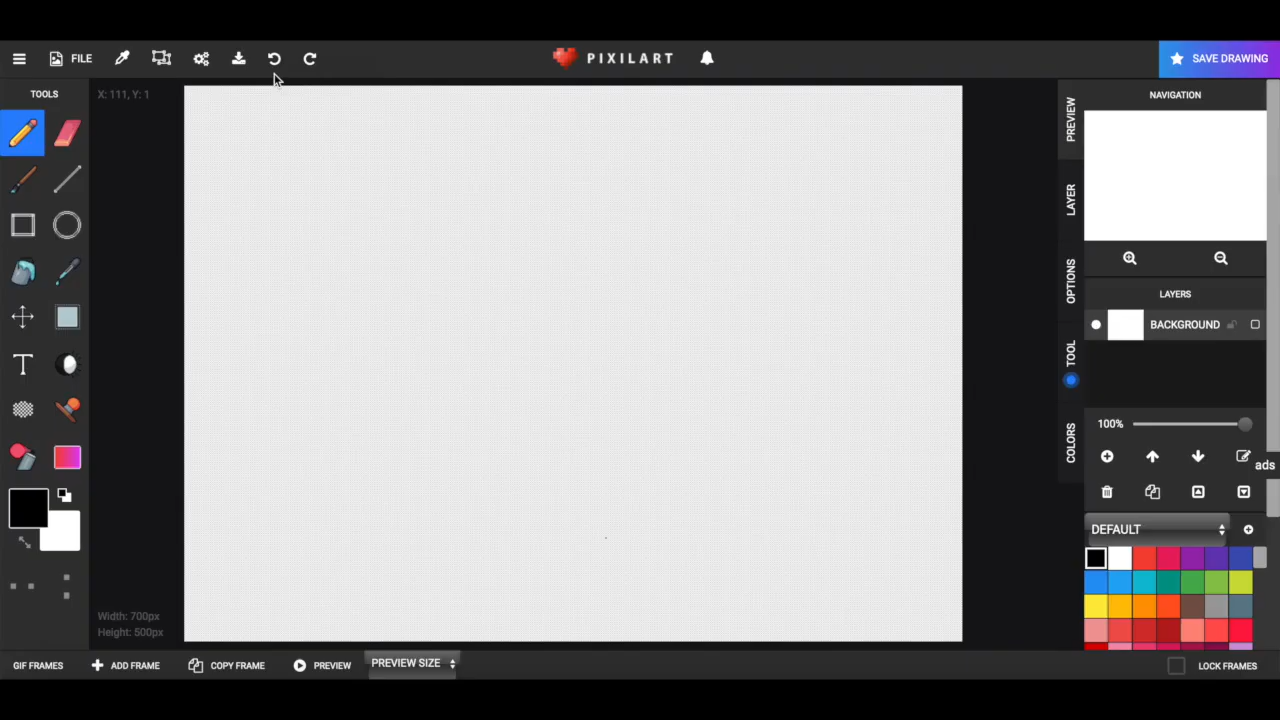 FILE
PIXILART
SAVE DRAWING
TOOLS
X: 111, Y: 1
Width: 700px
Height: 500px
PREVIEW
LAYER
OPTIONS
TOOL
COLORS
NAVIGATION
LAYERS
BACKGROUND
100%
ads
DEFAULT
GIF FRAMES
ADD FRAME
COPY FRAME
PREVIEW
PREVIEW SIZE
LOCK FRAMES